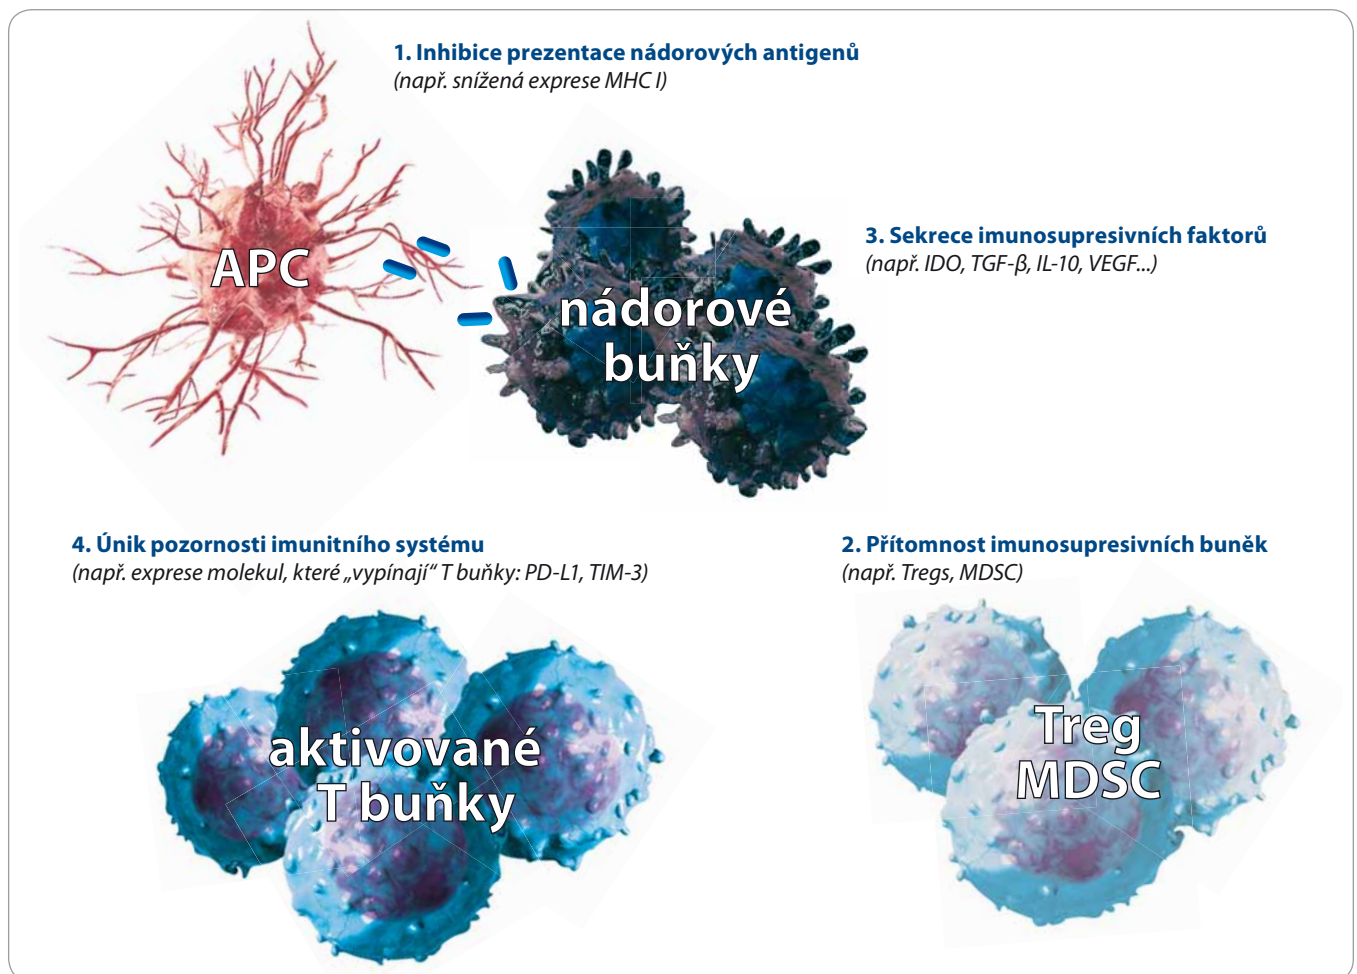 1. Inhibice prezentace nádorových antigenů
(např. snížená exprese MHC I)
APC
nádorové
buňky
3. Sekrece imunosupresivních faktorů
(např. IDO, TGF-β, IL-10, VEGF...)
4. Únik pozornosti imunitního systému
(např. exprese molekul, které „vypínají“ T buňky: PD-L1, TIM-3)
aktivované
T buňky
2. Přítomnost imunosupresivních buněk
(např. Tregs, MDSC)
Treg
MDSC